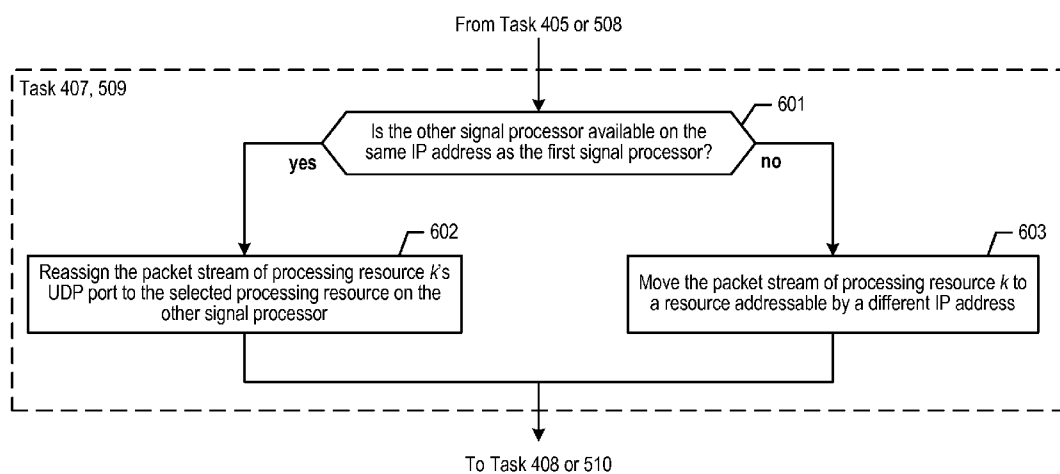 From Task 405 or 508
Task 407, 509
601
Is the other signal processor available on the
same IP address as the first signal processor?
yes
no
602
Reassign the packet stream of processing resource k's
UDP port to the selected processing resource on the
other signal processor
603
Move the packet stream of processing resource k to
a resource addressable by a different IP address
To Task 408 or 510